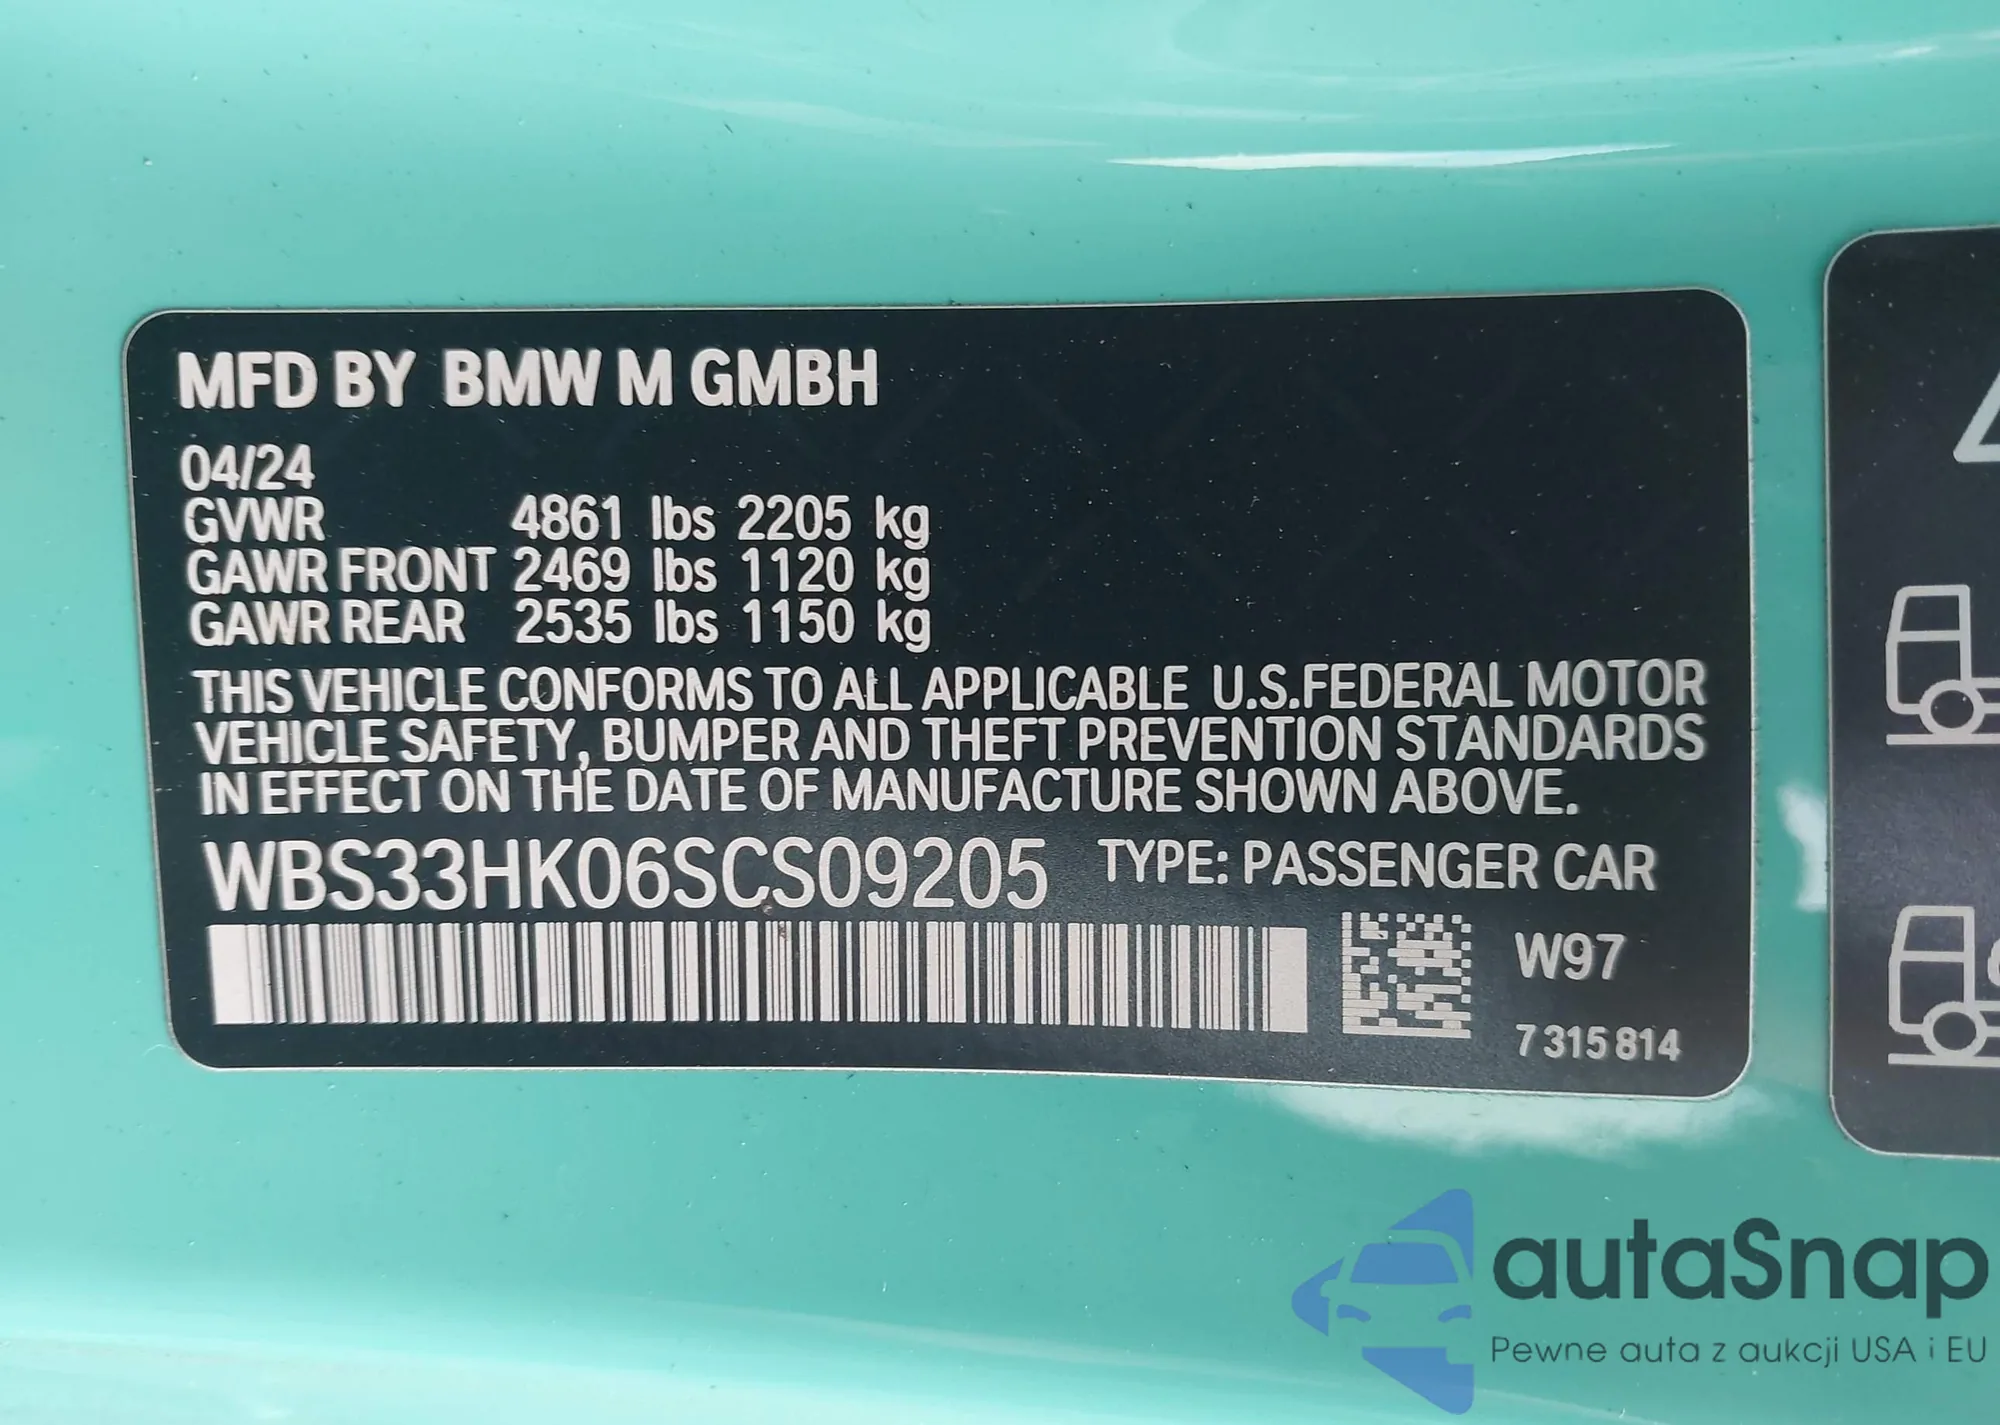 MFD BY BMW M GMBH
04/24
GVWR 4861 lbs 2205 kg
GAWR FRONT 2469 lbs 1120 kg
GAWR REAR 2535 lbs 1150 kg
THIS VEHICLE CONFORMS TO ALL APPLICABLE U.S.FEDERAL MOTOR
VEHICLE SAFETY, BUMPER AND THEFT PREVENTION STANDARDS
IN EFFECT ON THE DATE OF MANUFACTURE SHOWN ABOVE.
WBS33HK06SCS09205 TYPE: PASSENGER CAR
W97
7 315 814
autaSnap
Pewne auta z aukcji USA i EU